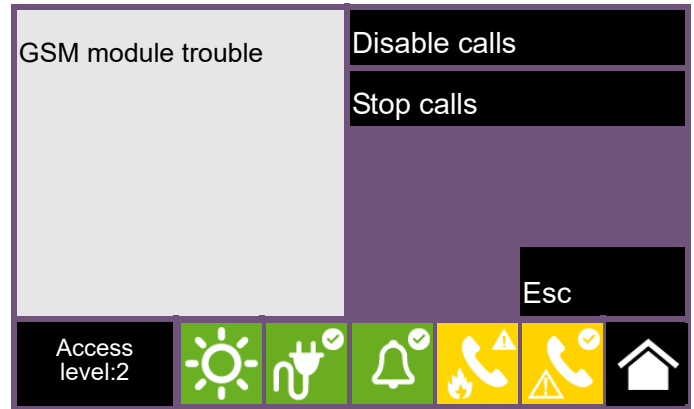 GSM module trouble
Disable calls
Stop calls
Esc
Access
level:2